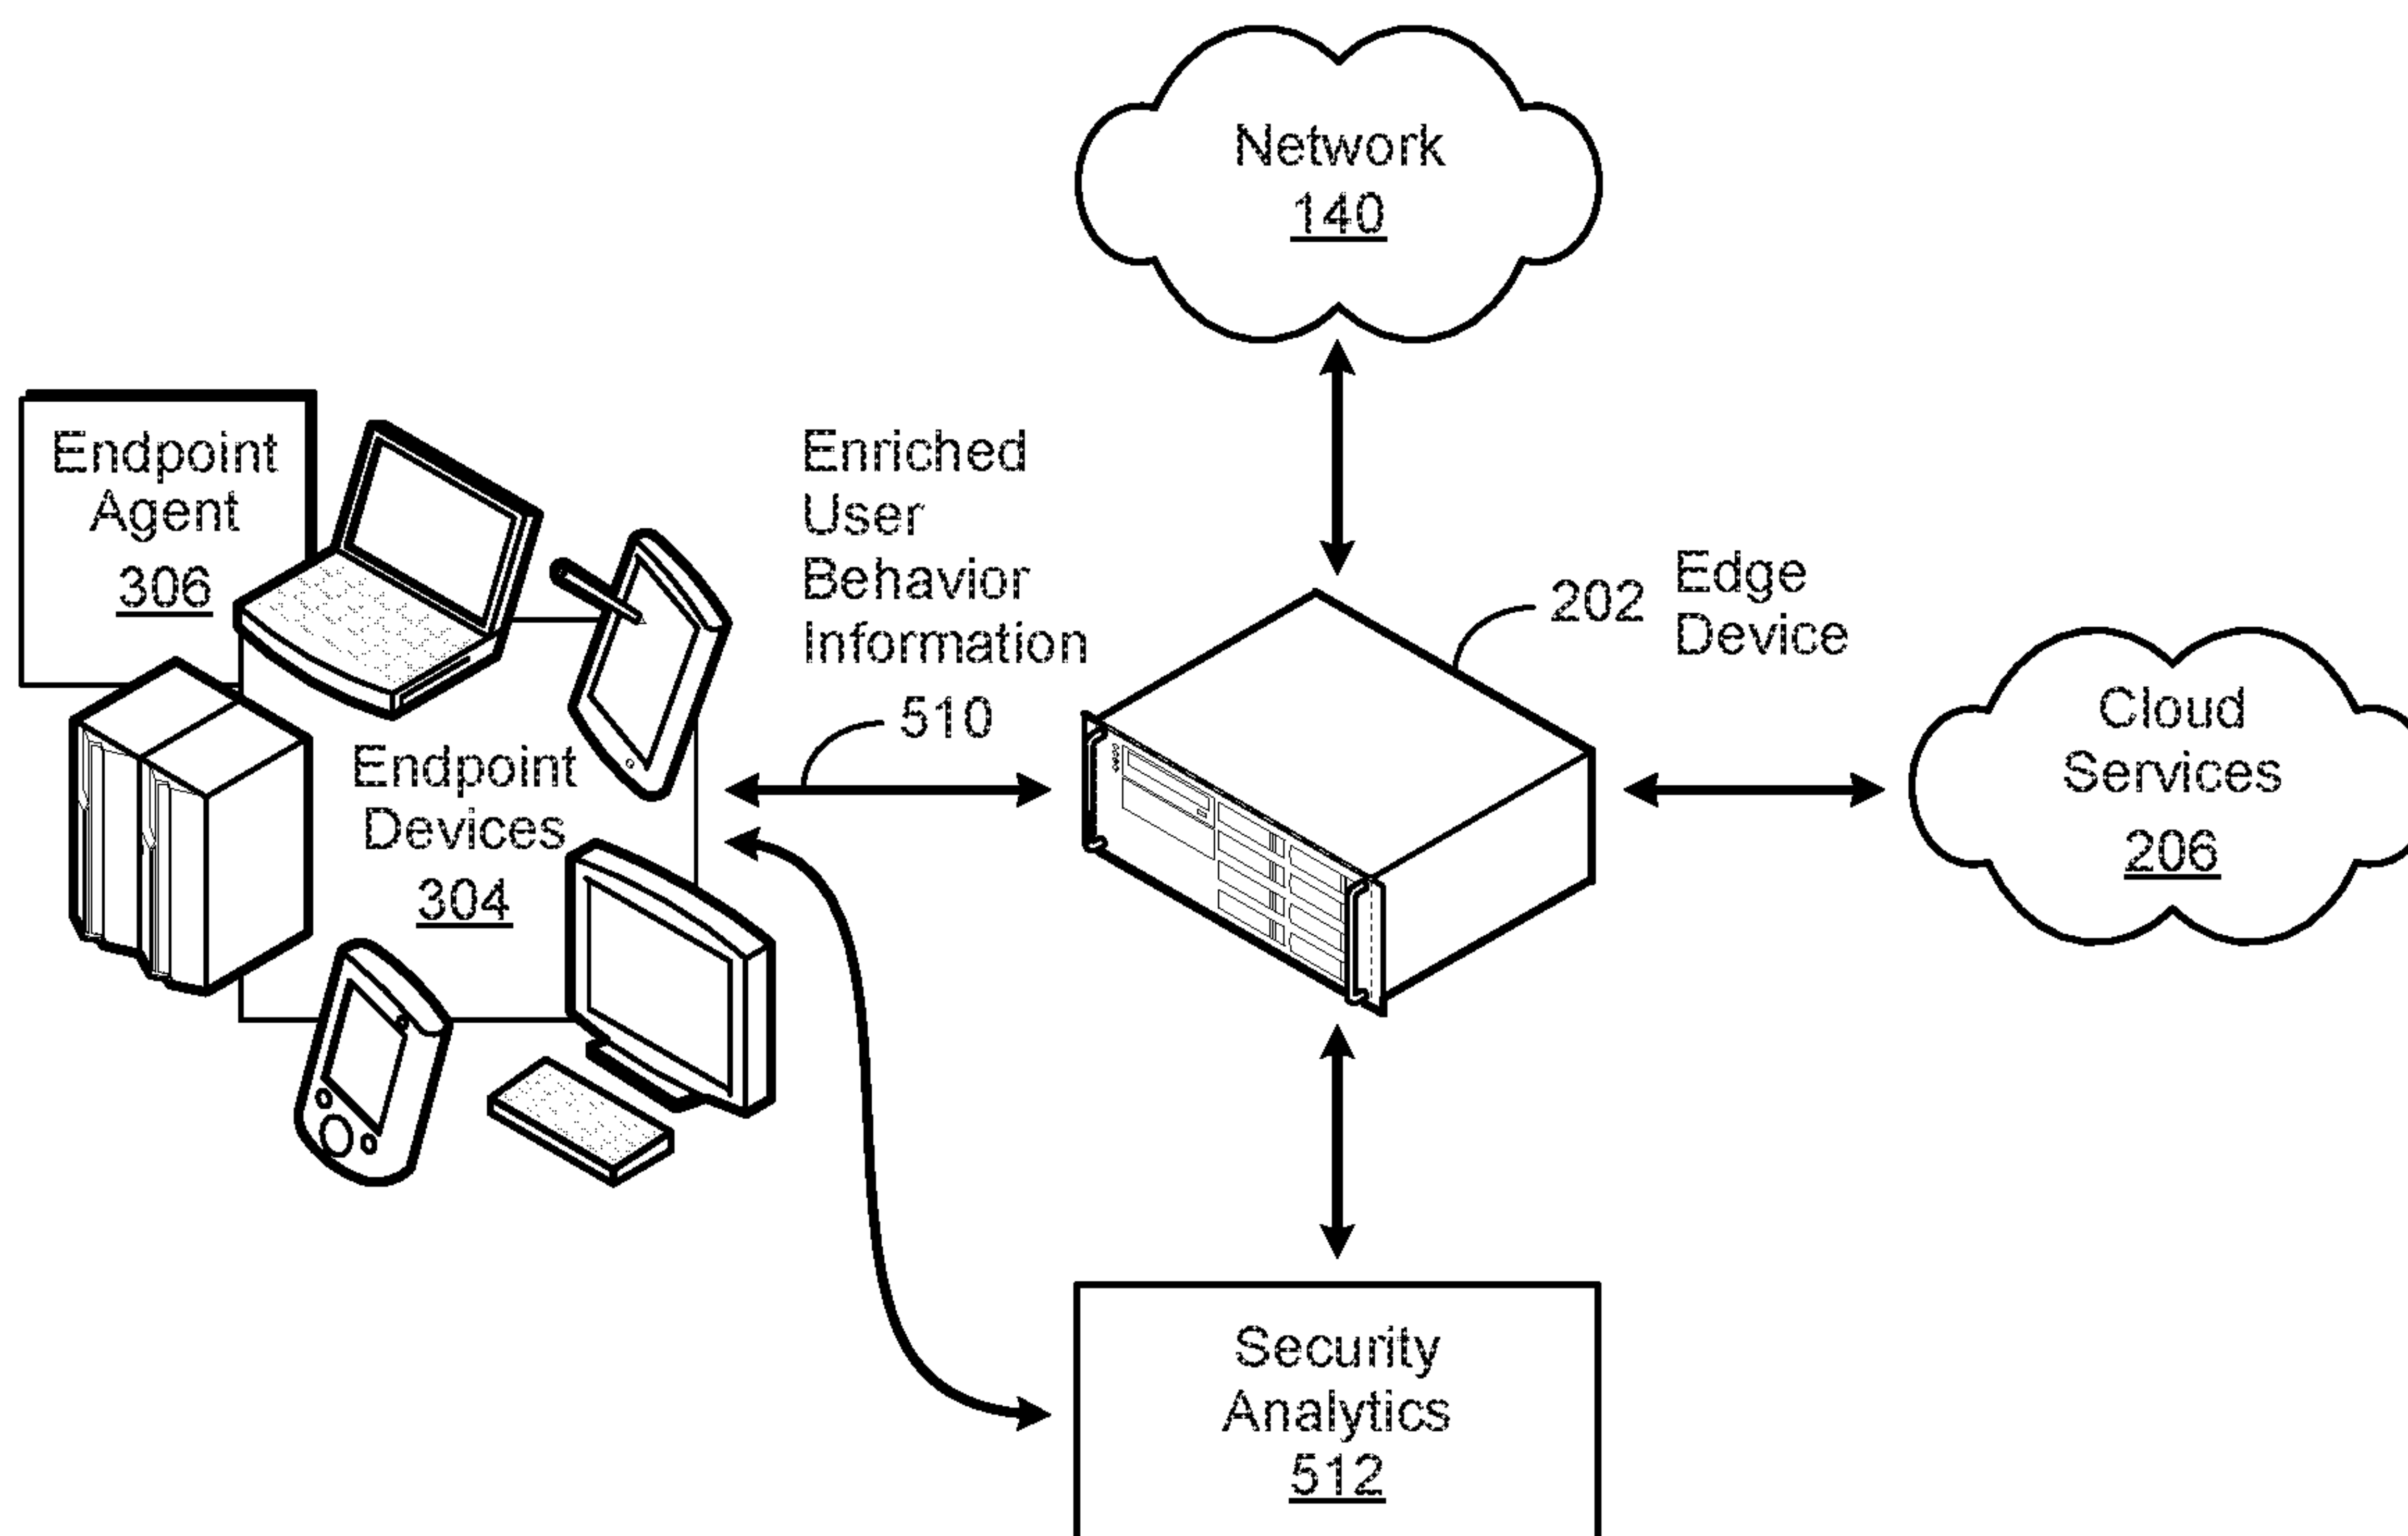 Network
140
Endpoint
Agent
306
Enriched
User
Behavior
Information
510
202
Edge
Device
Cloud
Services
206
Endpoint
Devices
304
Security
Analytics
512